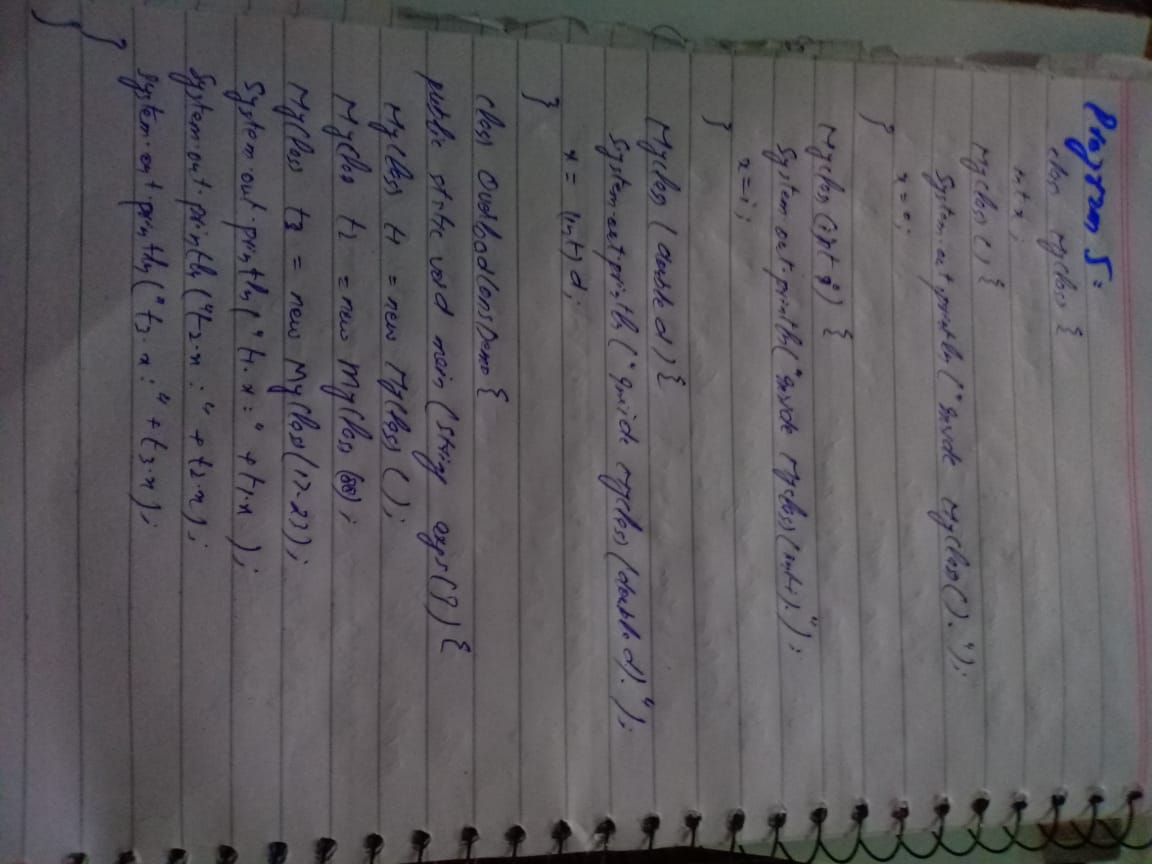 Program 5:
class Myclass {
int x;
Myclass () {
System.out.println ("Inside Myclass().");
x = 0;
}
Myclass (int i) {
System.out.println ("Inside Myclass (int i).");
x = i;
}
Myclass (double d) {
System.out.println ("Inside Myclass (double d).");
x = (int) d;
}
class OverloadConsDemo {
public static void main (String args[]) {
Myclass t1 = new Myclass ();
Myclass t2 = new Myclass (88);
Myclass t3 = new Myclass (17.23);
System.out.println ("t1.x: " + t1.x );
System.out.println ("t2.x: " + t2.x);
System.out.println ("t3.x: " + t3.x);
}
}